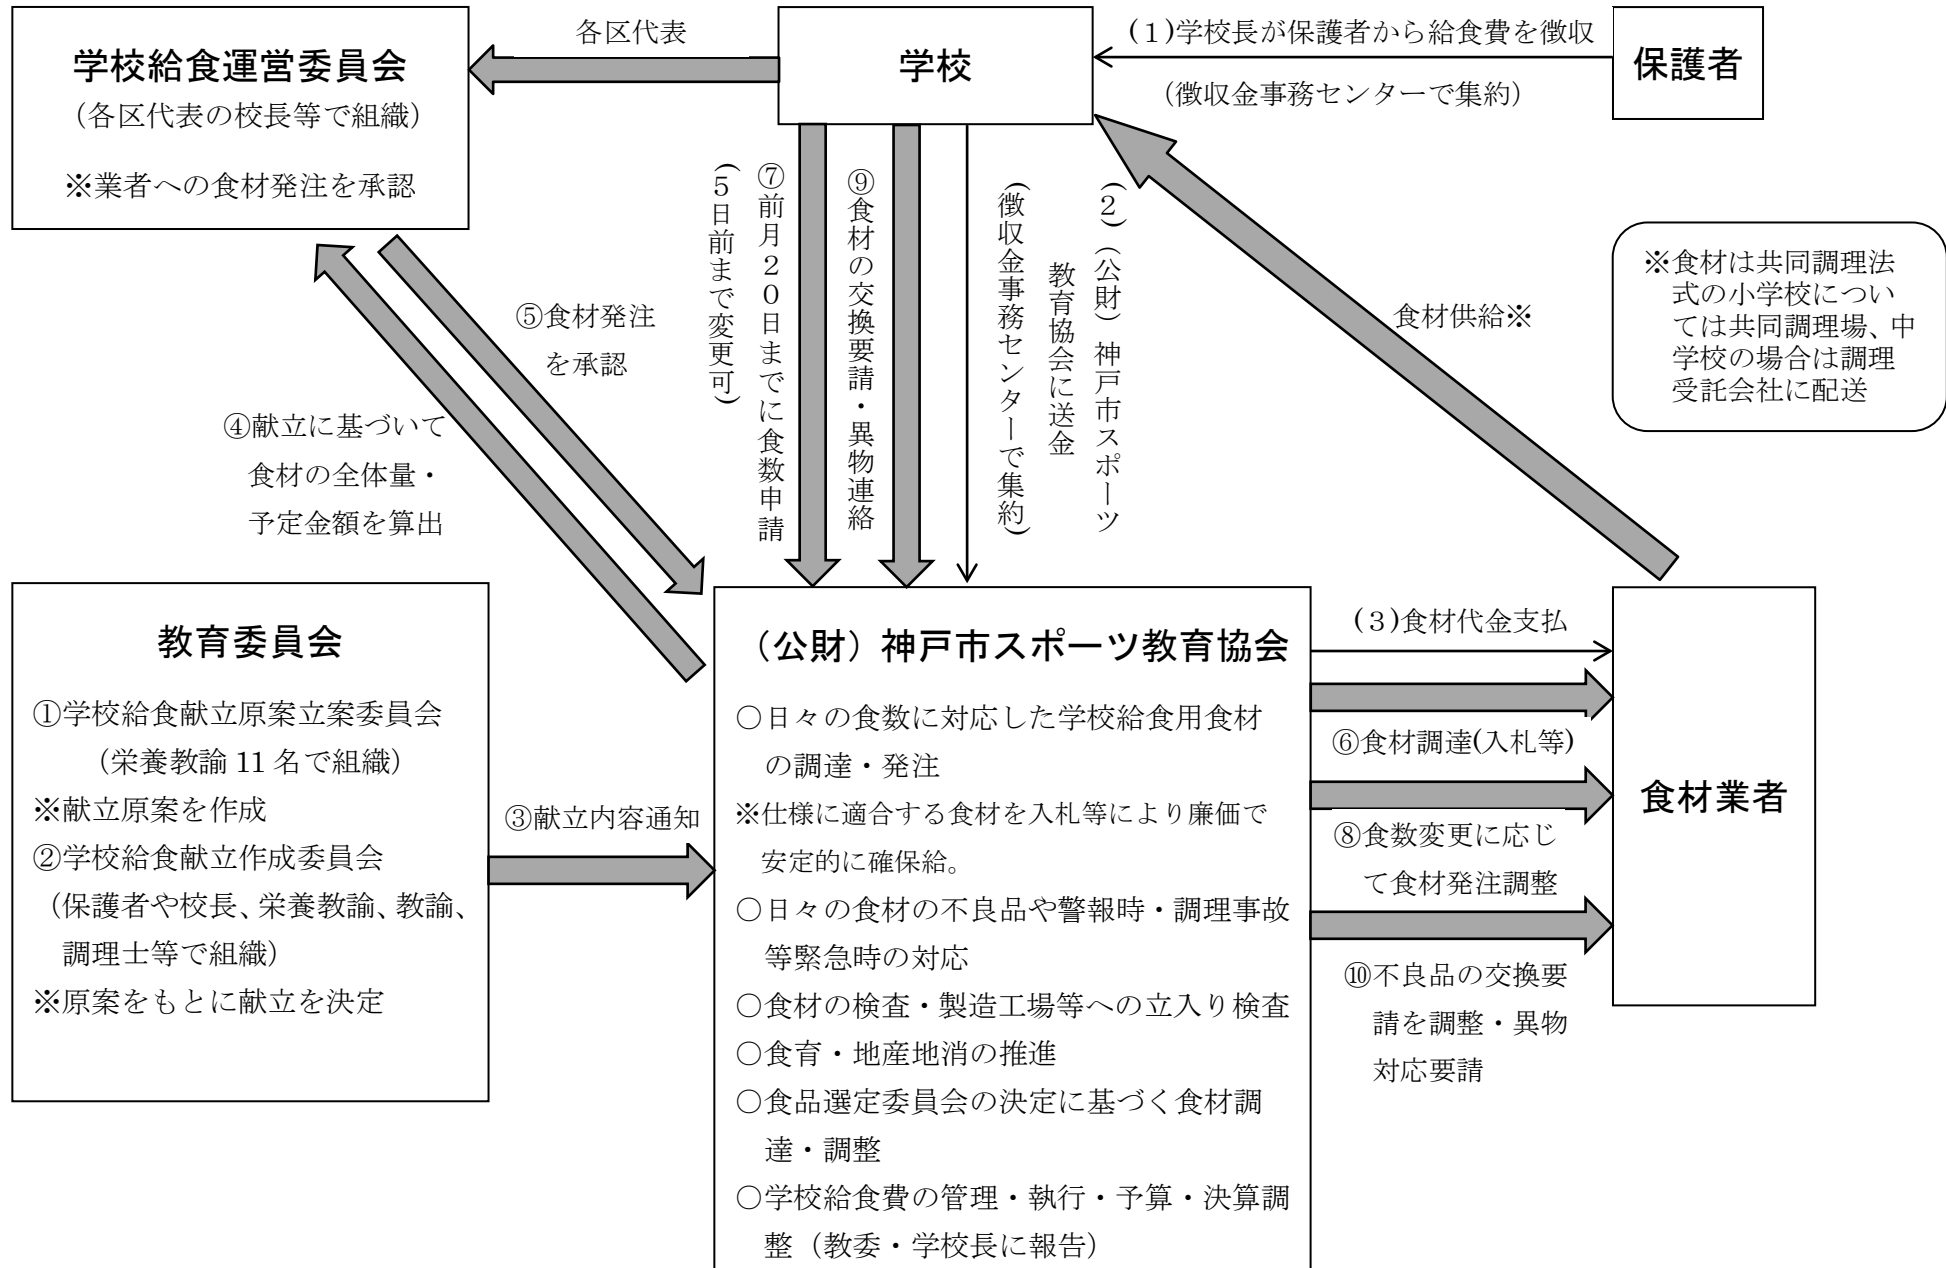 学校給食運営委員会
(各区代表の校長等で組織)
※業者への食材発注を承認
各区代表
学校
(1)学校長が保護者から給食費を徴収
(徴収金事務センターで集約)
保護者
⑦前月20日までに食数申請
(5日前まで変更可)
⑨食材の交換要請・異物連絡
(2)(公財)神戸市スポーツ
教育協会に送金
(徴収金事務センターで集約)
食材供給※
※食材は共同調理法
式の小学校につい
ては共同調理場、中
学校の場合は調理
受託会社に配送
⑤食材発注
を承認
④献立に基づいて
食材の全体量・
予定金額を算出
教育委員会
①学校給食献立原案立案委員会
(栄養教諭 11 名で組織)
※献立原案を作成
②学校給食献立作成委員会
(保護者や校長、栄養教諭、教諭、
調理士等で組織)
※原案をもとに献立を決定
③献立内容通知
(公財)神戸市スポーツ教育協会
○日々の食数に対応した学校給食用食材
の調達・発注
※仕様に適合する食材を入札等により廉価で
安定的に確保給。
○日々の食材の不良品や警報時・調理事故
等緊急時の対応
○食材の検査・製造工場等への立入り検査
○食育・地産地消の推進
○食品選定委員会の決定に基づく食材調
達・調整
○学校給食費の管理・執行・予算・決算調
整(教委・学校長に報告)
(3)食材代金支払
⑥食材調達(入札等)
⑧食数変更に応じ
て食材発注調整
⑩不良品の交換要
請を調整・異物
対応要請
食材業者